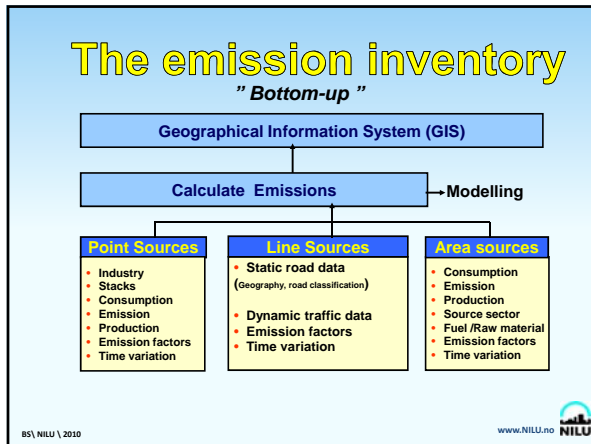 The emission inventory
” Bottom-up ”
Geographical Information System (GIS)
Calculate Emissions
Modelling
Point Sources
• Industry
• Stacks
• Consumption
• Emission
• Production
• Emission factors
• Time variation
Line Sources
• Static road data
(Geography, road classification)
• Dynamic traffic data
• Emission factors
• Time variation
Area sources
• Consumption
• Emission
• Production
• Source sector
• Fuel /Raw material
• Emission factors
• Time variation
BS\ NILU \ 2010
www.NILU.no
NILU